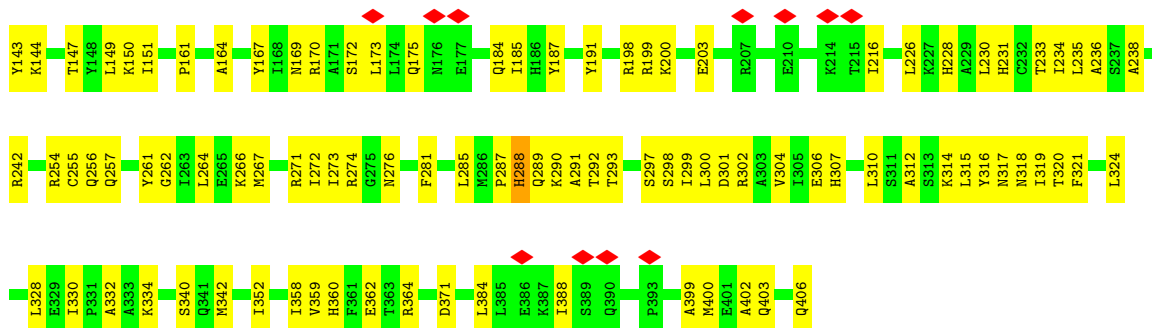 Y143 K144 T147 Y148 L149 K150 I151 P161 A164 Y167 I168 N169 R170 A171 S172 L173 L174 Q175 N176 E177 Q184 I185 H186 Y187 Y191 R198 R199 K200 E203 R207 E210 K214 T215 I216 L226 K227 H228 A229 L230 H231 C232 T233 I234 L235 A236 S237 A238
R242 R254 C255 Q256 Q257 Y261 G262 I263 L264 E265 K266 M267 R271 I272 I273 R274 G275 N276 F281 L285 M286 P287 H288 Q289 K290 A291 T292 T293 S297 S298 I299 L300 D301 R302 A303 V304 I305 E306 H307 L310 S311 A312 S313 K314 L315 Y316 N317 N318 I319 T320 F321 L324
L328 E329 I330 P331 A332 A333 K334 S340 Q341 M342 I352 I358 V359 H360 F361 E362 T363 R364 D371 L384 L385 E386 K387 I388 S389 Q390 P393 A399 M400 E401 A402 Q403 Q406